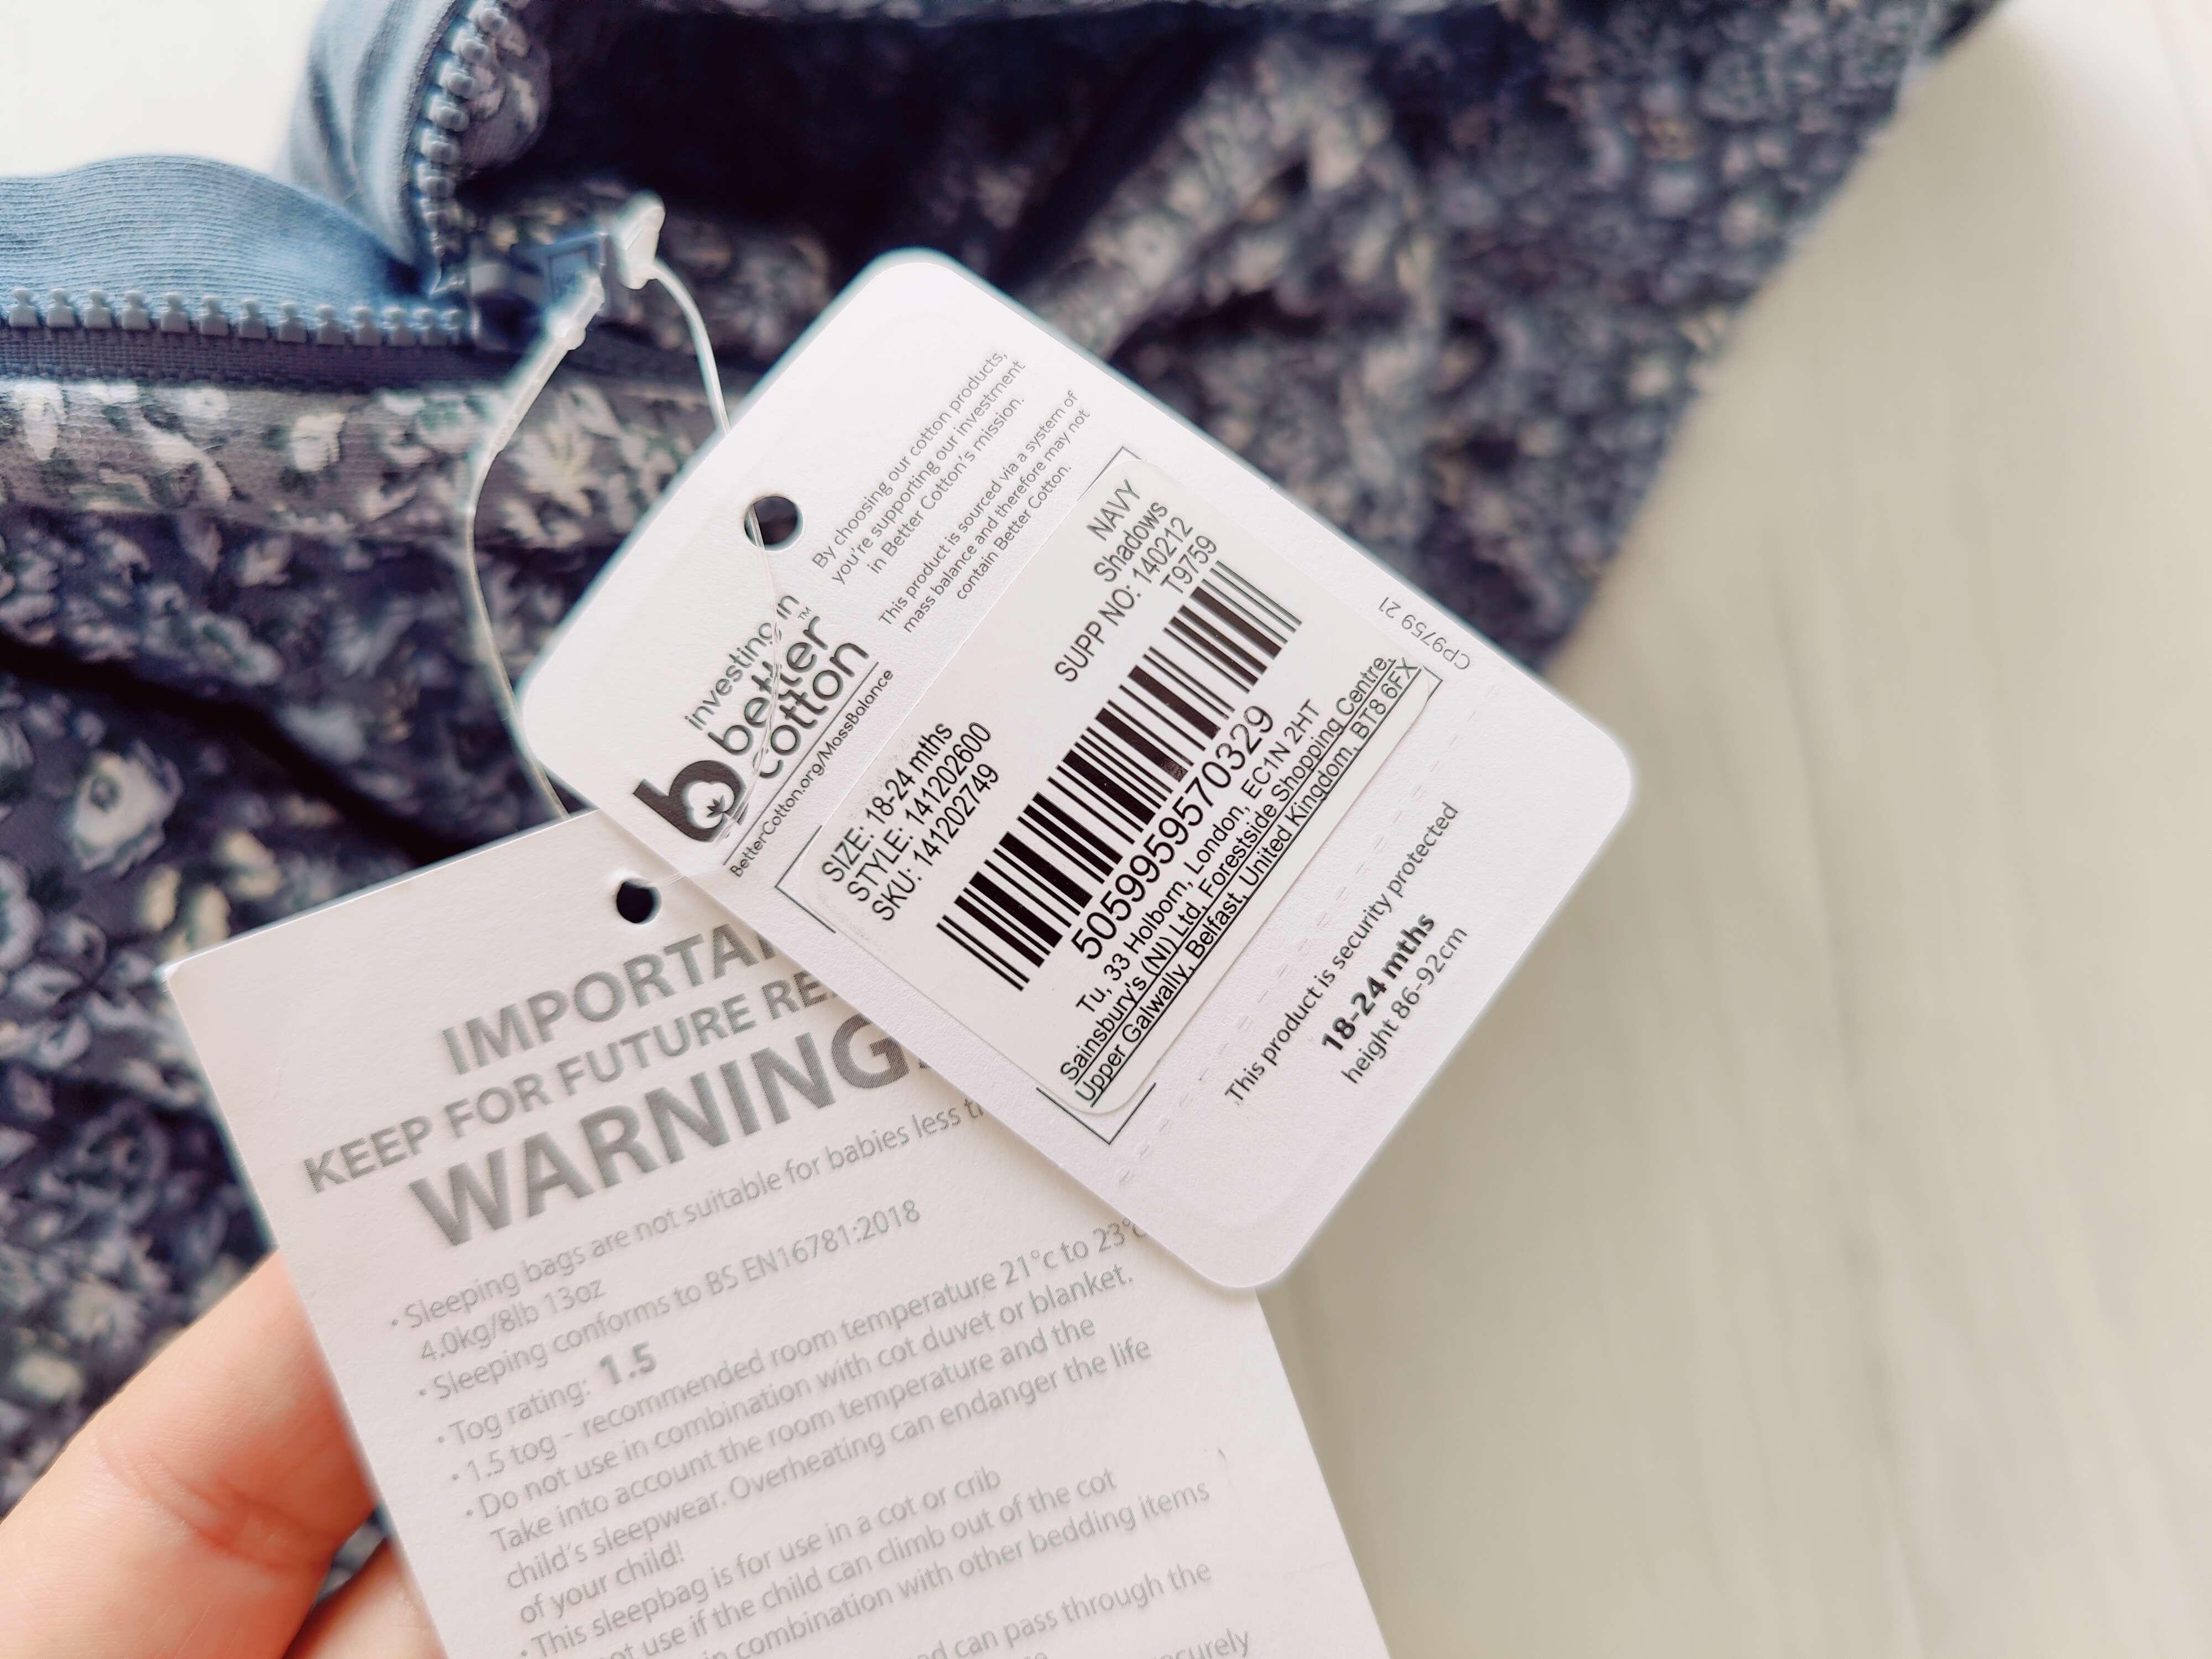 By choosing our cotton products,
you're supporting our investment
in Better Cotton's mission.
This product is sourced via a system of
mass balance and therefore may not
contain Better Cotton.
investing in
better
cotton™
BetterCotton.org/MassBalance
NAVY
Shadows
SUPP NO: 140212
T9759
SIZE: 18-24 mths
STYLE: 141202600
SKU: 141202749
5059959570329
Tu, 33 Holborn, London, EC1N 2HT
Sainsbury's (NI) Ltd, Forestside Shopping Centre,
Upper Galwally, Belfast, United Kingdom, BT8 6FX
CP9759 21
This product is security protected
18-24 mths
height 86-92cm
KEEP FOR FUTURE
WARNING
• Sleeping bags are not suitable for babies less
4.0kg/8lb 13oz
• Sleeping conforms to BS EN16781:2018
• Tog rating: 1.5
• 1.5 tog - recommended room temperature 21°c to 23°c
• Do not use in combination with cot duvet or blanket.
Take into account the room temperature and the
child's sleepwear. Overheating can endanger the life
of your child!
• This sleepbag is for use in a cot or crib
use if the child can climb out of the cot
in combination with other bedding items
can pass through the